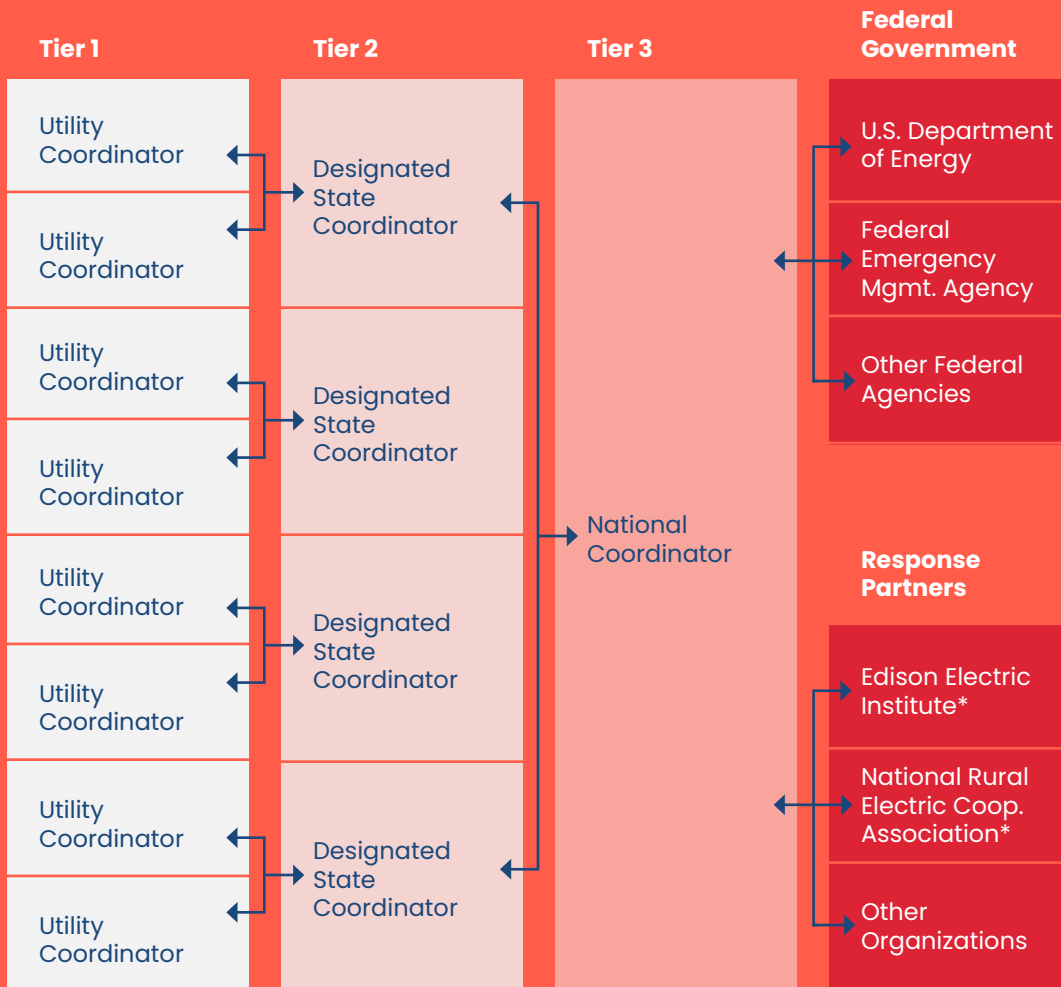 Tier 1
Utility
Coordinator
Utility
Coordinator
Utility
Coordinator
Utility
Coordinator
Utility
Coordinator
Utility
Coordinator
Utility
Coordinator
Utility
Coordinator
Tier 2
Designated
State
Coordinator
Designated
State
Coordinator
Designated
State
Coordinator
Designated
State
Coordinator
Tier 3
National
Coordinator
Federal
Government
U.S. Department
of Energy
Federal
Emergency
Mgmt. Agency
Other Federal
Agencies
Response
Partners
Edison Electric
Institute*
National Rural
Electric Coop.
Association*
Other
Organizations